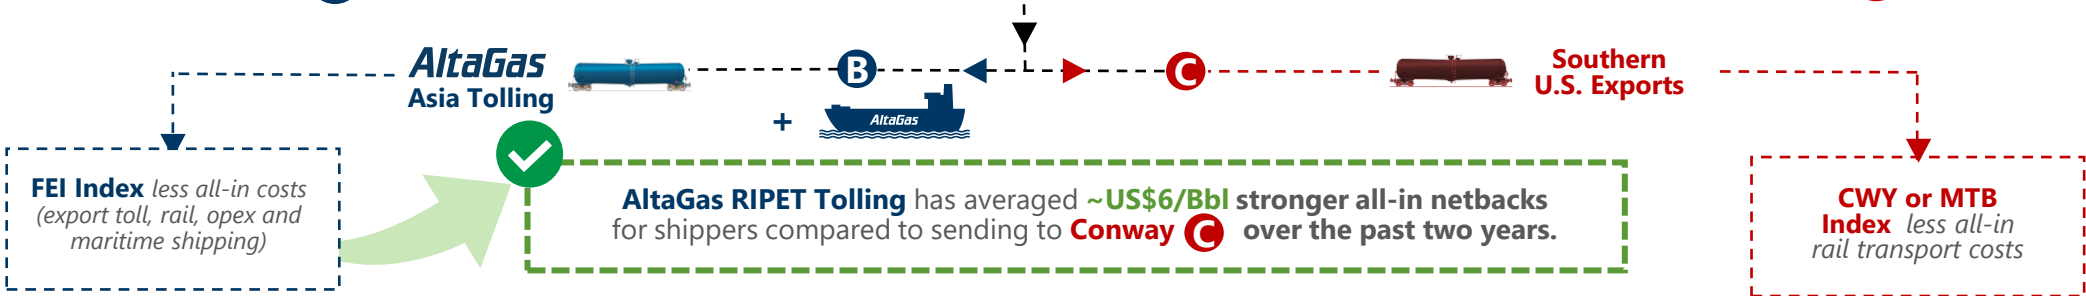 AltaGas
Asia Tolling
B
C
Southern
U.S. Exports
+
AltaGas
FEI Index less all-in costs
(export toll, rail, opex and
maritime shipping)
AltaGas RIPET Tolling has averaged ~US$6/Bbl stronger all-in netbacks
for shippers compared to sending to Conway C over the past two years.
CWY or MTB
Index less all-in
rail transport costs